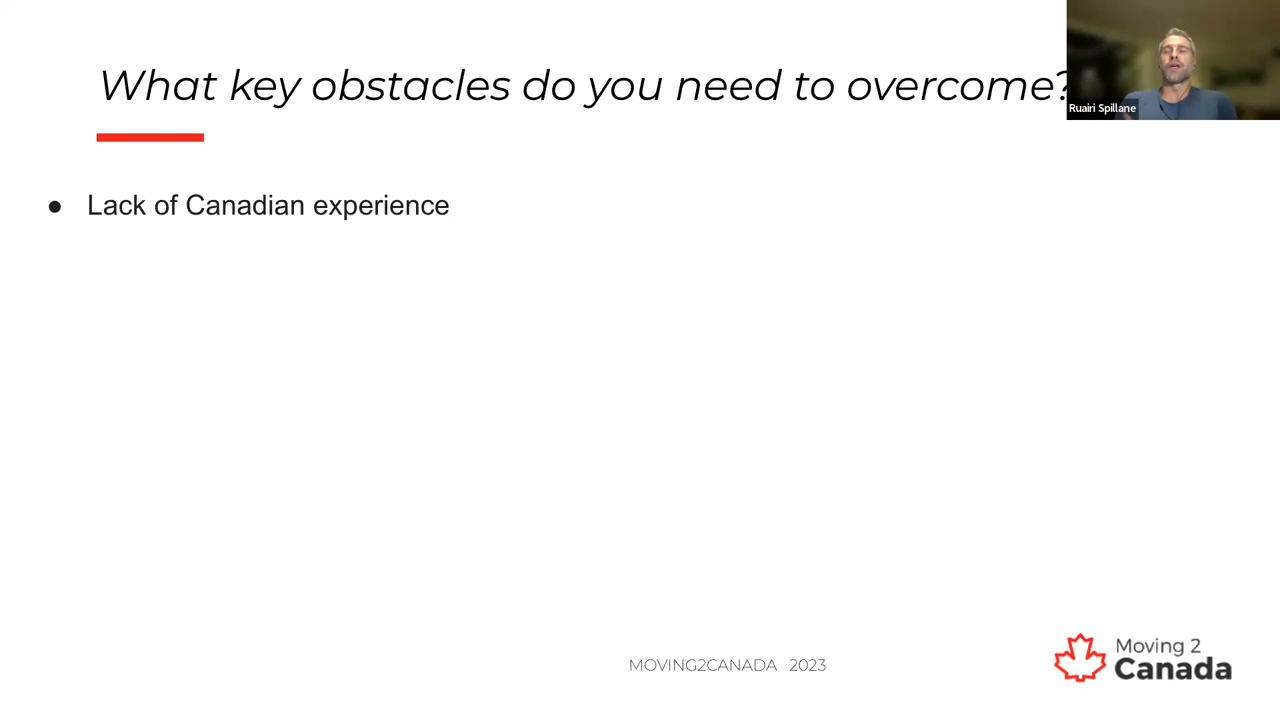 What key obstacles do you need to overcome?
Ruairi Spillane
● Lack of Canadian experience
MOVING2CANADA 2023
Moving 2
Canada